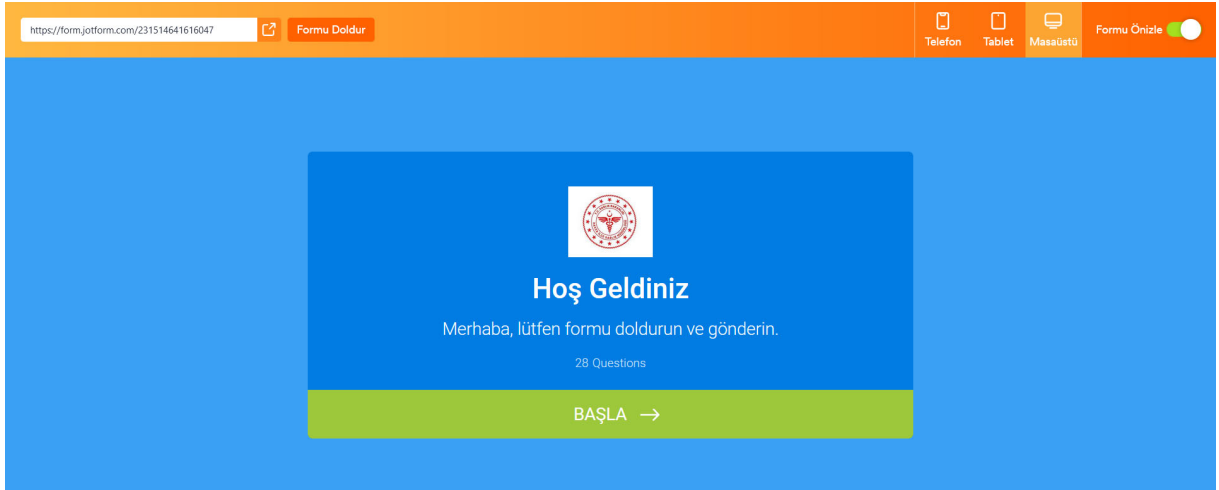 https://form.jotform.com/231514641616047
Formu Doldur
Telefon
Tablet
Masaüstü
Formu Önizle
Hoş Geldiniz
Merhaba, lütfen formu doldurun ve gönderin.
28 Questions
BAŞLA →